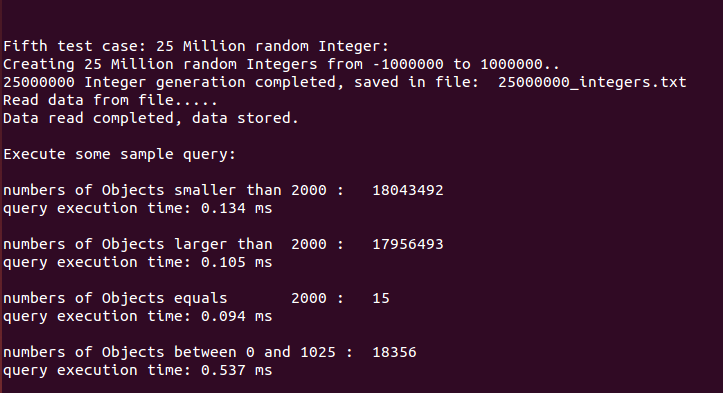 Fifth test case: 25 Million random Integer:
Creating 25 Million random Integers from -1000000 to 1000000..
25000000 Integer generation completed, saved in file:  25000000_integers.txt
Read data from file.....
Data read completed, data stored.
Execute some sample query:
numbers of Objects smaller than 2000 :   18043492
query execution time: 0.134 ms
numbers of Objects larger than  2000 :   17956493
query execution time: 0.105 ms
numbers of Objects equals       2000 :   15
query execution time: 0.094 ms
numbers of Objects between 0 and 1025 :  18356
query execution time: 0.537 ms